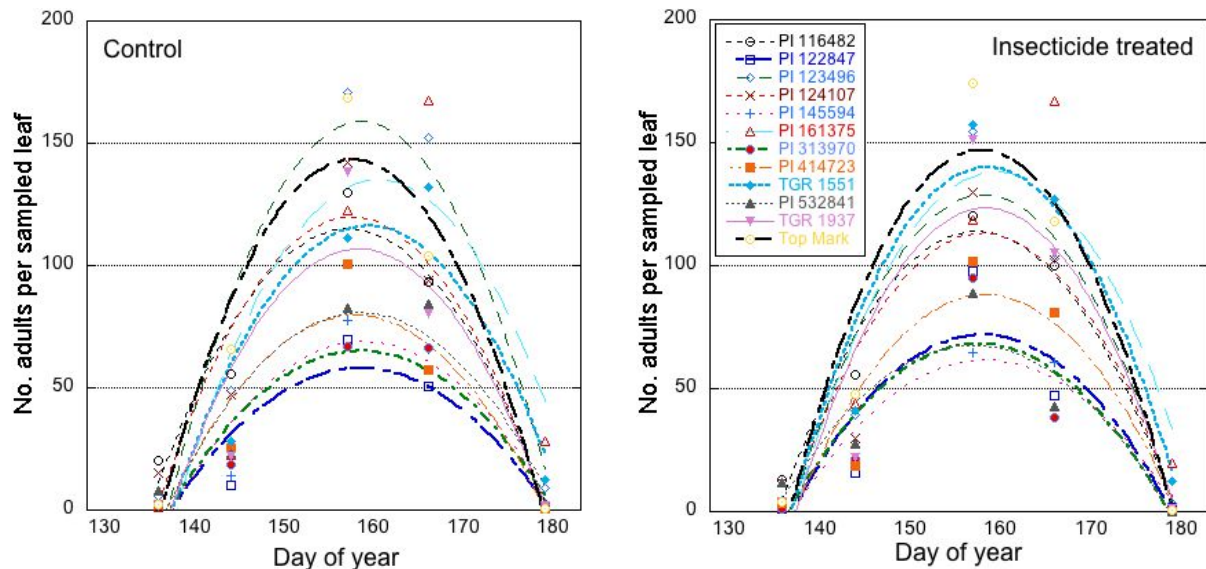 200
150
100
50
0
No. adults per sampled leaf
Control
130 140 150 160 170 180
Day of year
200
150
100
50
0
No. adults per sampled leaf
Insecticide treated
PI 116482
PI 122847
PI 123496
PI 124107
PI 145594
PI 161375
PI 313970
PI 414723
TGR 1551
PI 532841
TGR 1937
Top Mark
130 140 150 160 170 180
Day of year